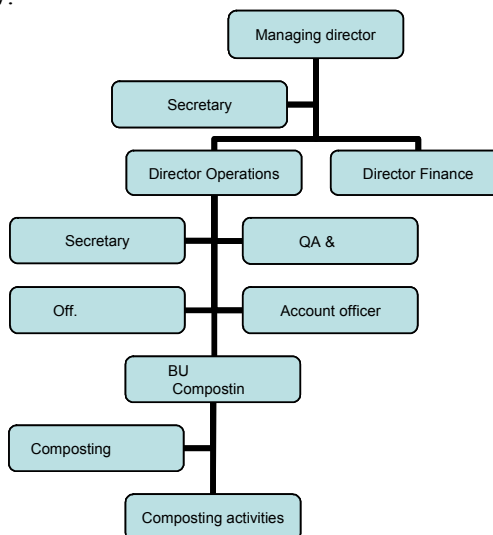 Managing director
Secretary
Director Operations
Director Finance
Secretary
QA &
Off.
Account officer
BU
Compostin
Composting
Composting activities